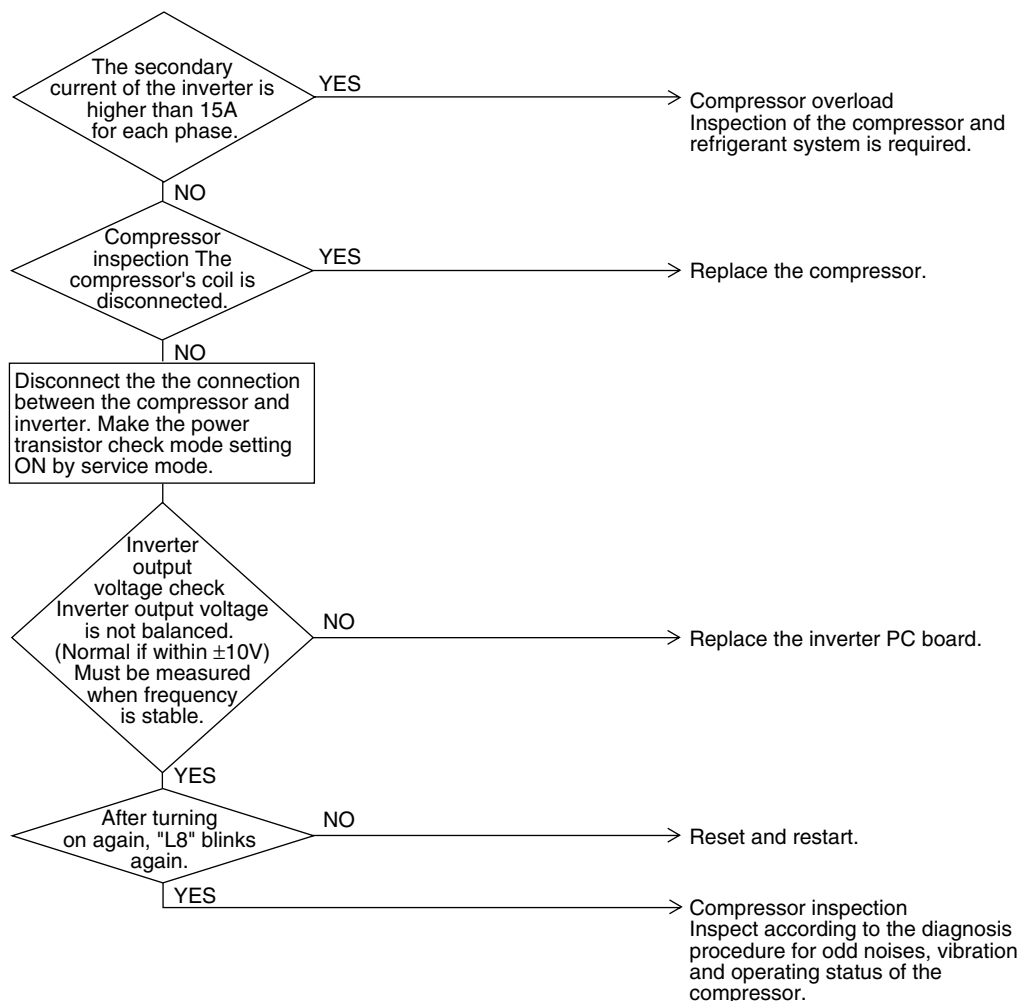 The secondary
current of the inverter is
higher than 15A
for each phase.
YES
Compressor overload
Inspection of the compressor and
refrigerant system is required.
NO
Compressor
inspection The
compressor's coil is
disconnected.
YES
Replace the compressor.
NO
Disconnect the the connection
between the compressor and
inverter. Make the power
transistor check mode setting
ON by service mode.
Inverter
output
voltage check
Inverter output voltage
is not balanced.
(Normal if within ±10V)
Must be measured
when frequency
is stable.
NO
Replace the inverter PC board.
YES
After turning
on again, "L8" blinks
again.
NO
Reset and restart.
YES
Compressor inspection
Inspect according to the diagnosis
procedure for odd noises, vibration
and operating status of the
compressor.